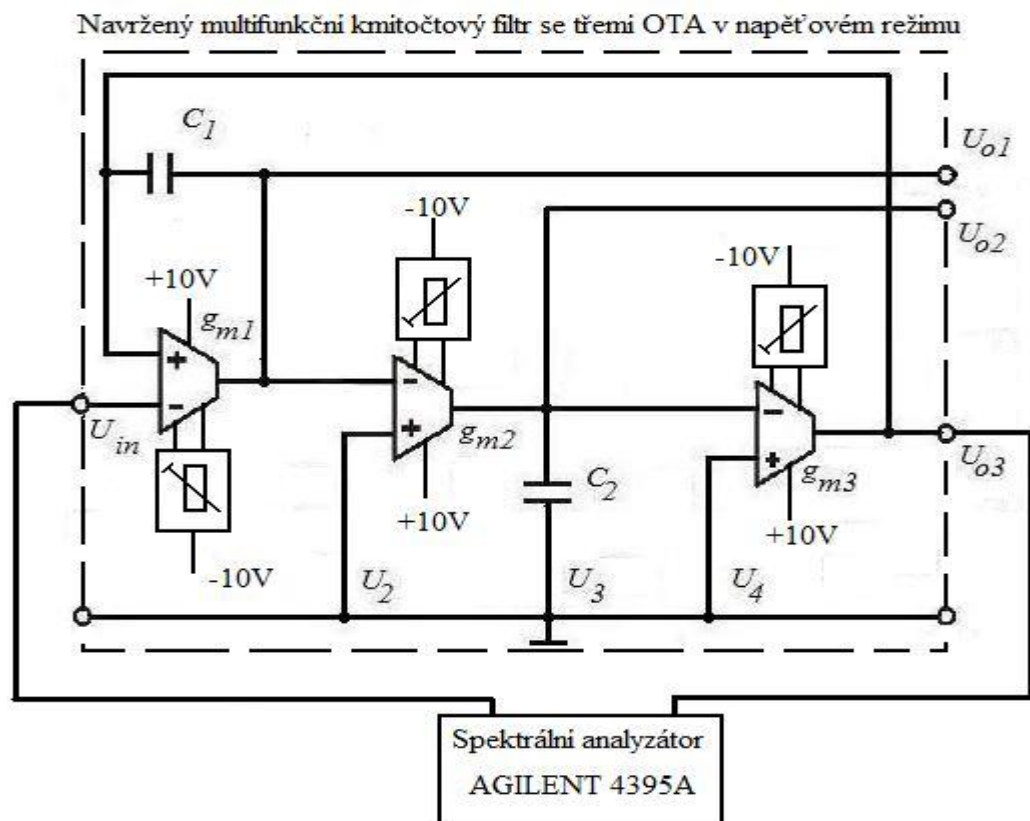 Navržený multifunkční kmitočtový filtr se třemi OTA v napěťovém režimu
C1
Uo1
-10V
Uo2
+10V
-10V
gm1
+
-
-
+
gm2
-
+
gm3
Uin
Uo3
C2
+10V
+10V
-10V
U2
U3
U4
Spektrální analyzátor
AGILENT 4395A